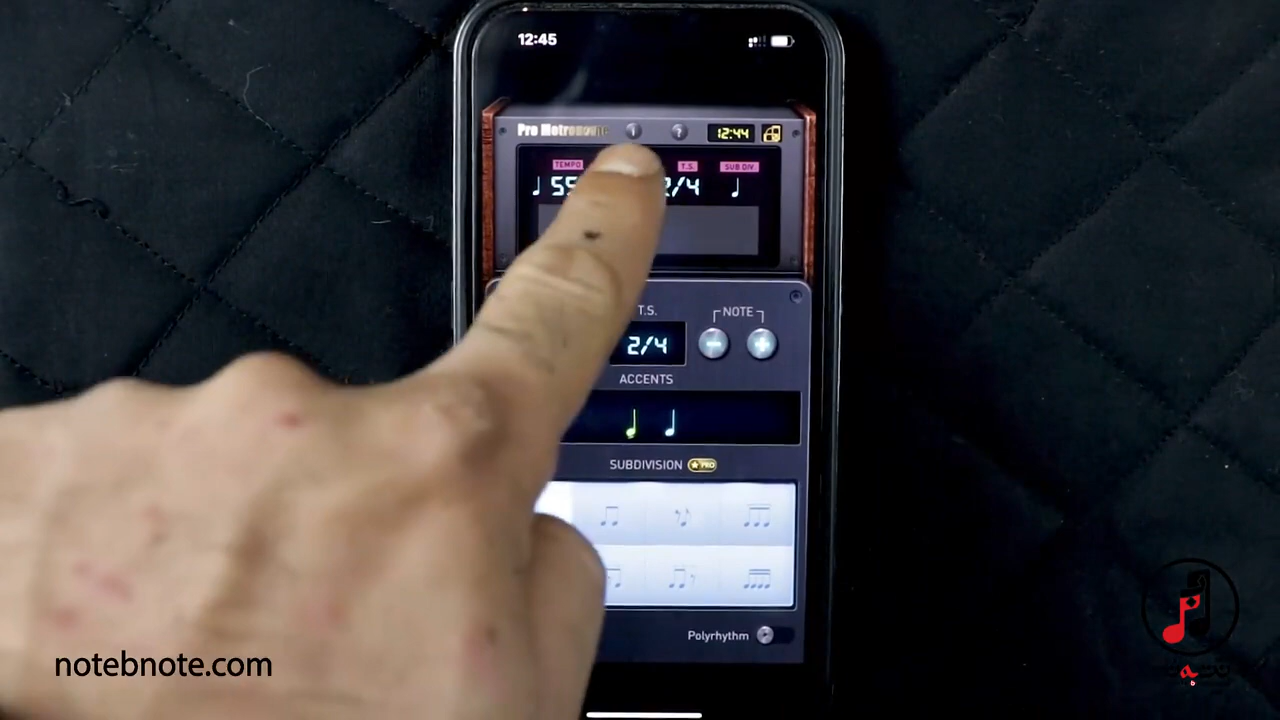 12:45
Pro Metronome
12:44
TEMPO T.S. SUB DIV
2/4
T.S. NOTE
2/4
ACCENTS
SUBDIVISION PRO
Polyrhythm
notebnote.com